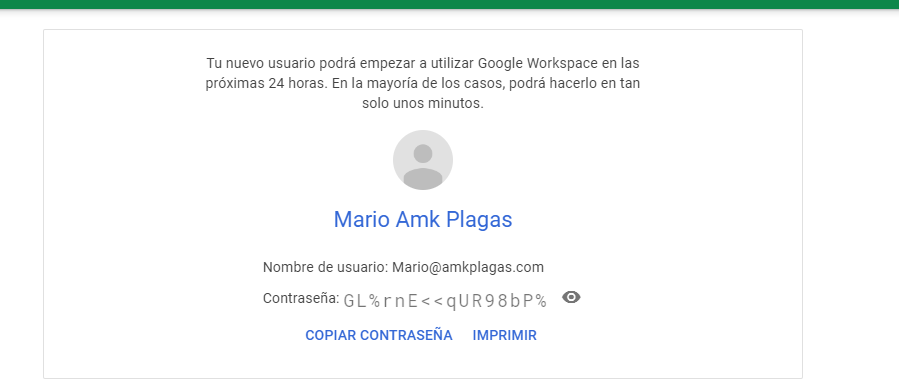 Tu nuevo usuario podrá empezar a utilizar Google Workspace en las
próximas 24 horas. En la mayoría de los casos, podrá hacerlo en tan
solo unos minutos.
Mario Amk Plagas
Nombre de usuario: Mario@amkplagas.com
Contraseña: GL%rnE<<qUR98bP%
COPIAR CONTRASEÑA IMPRIMIR